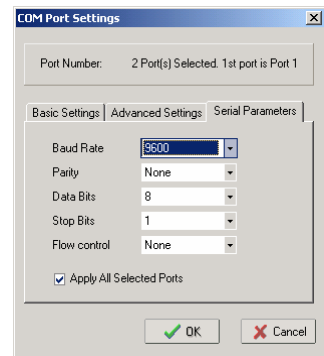 COM Port Settings
Port Number: 2 Port(s) Selected. 1st port is Port 1
Basic Settings Advanced Settings Serial Parameters
Baud Rate 9600
Parity None
Data Bits 8
Stop Bits 1
Flow control None
Apply All Selected Ports
OK Cancel